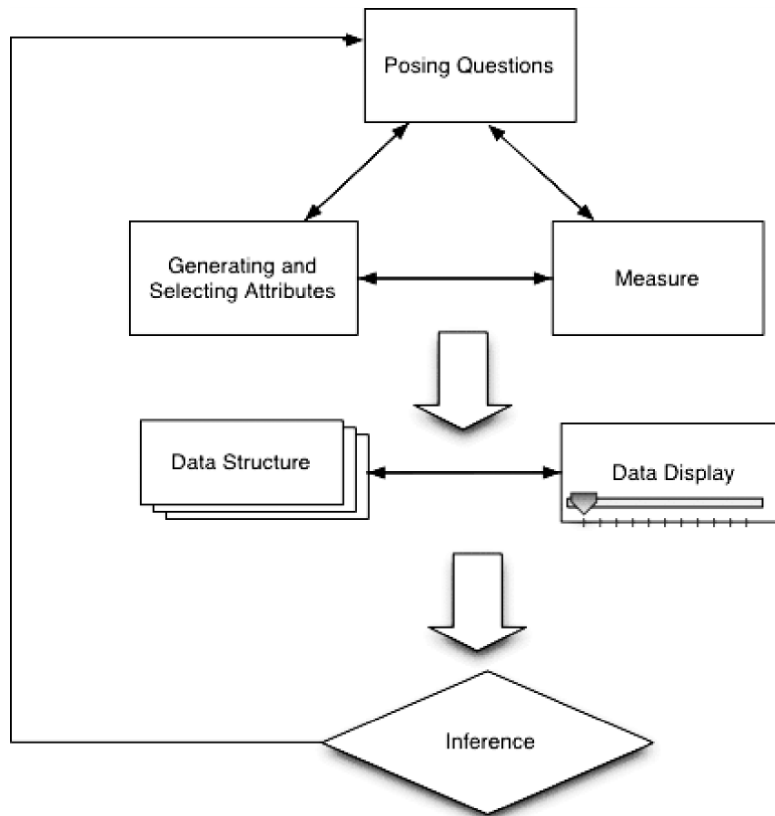 Posing Questions
Generating and
Selecting Attributes
Measure
Data Structure
Data Display
Inference